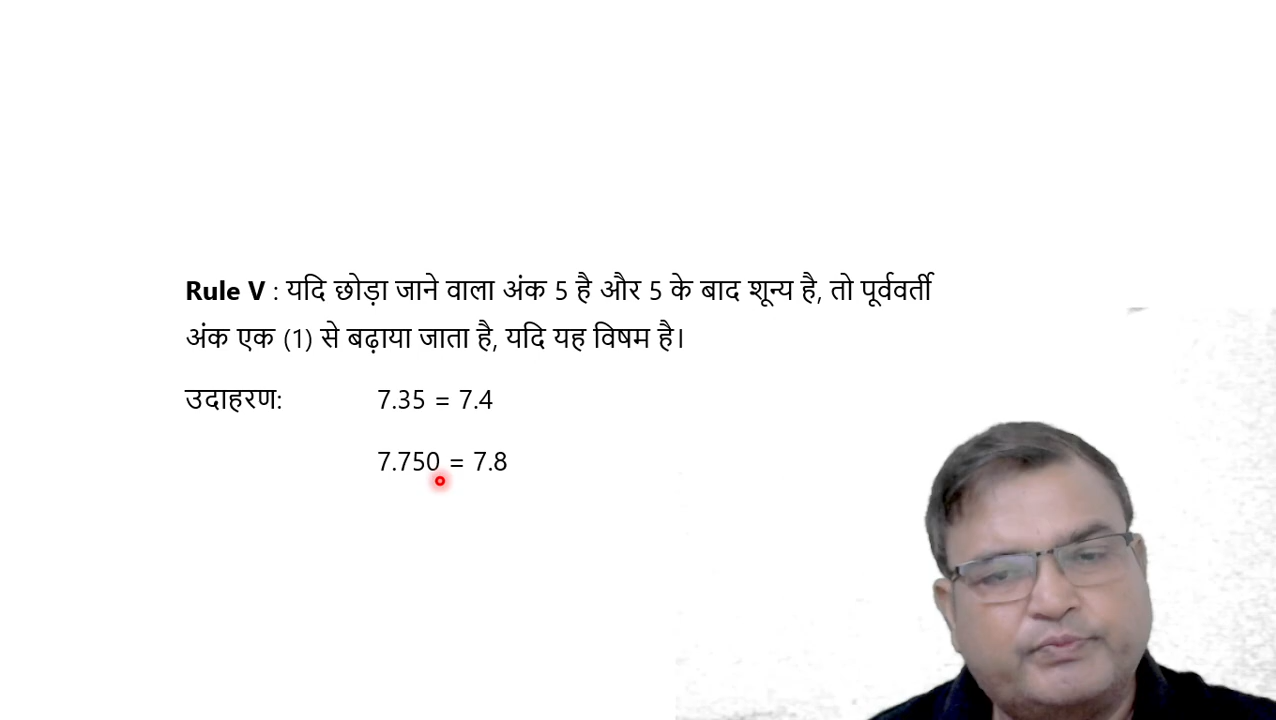 Rule V : यदि छोड़ा जाने वाला अंक 5 है और 5 के बाद शून्य है, तो पूर्ववर्ती
अंक एक (1) से बढ़ाया जाता है, यदि यह विषम है।
उदाहरण: 7.35 = 7.4
7.750 = 7.8